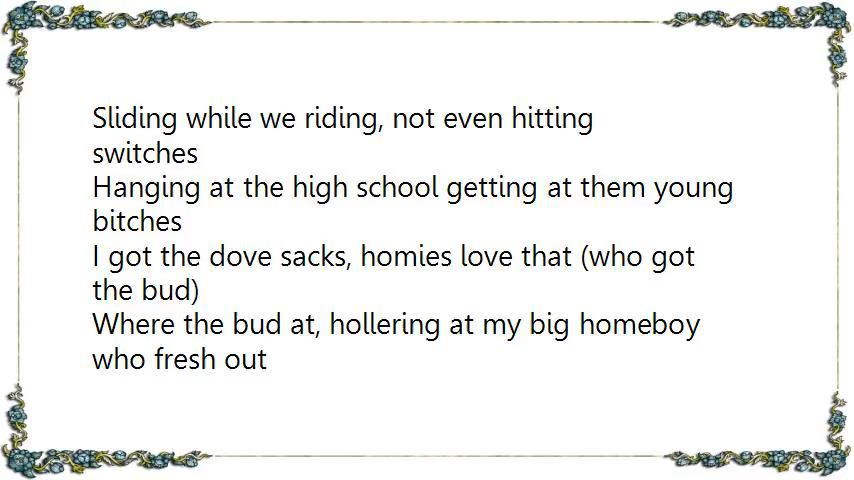 Sliding while we riding, not even hitting
switches
Hanging at the high school getting at them young
bitches
I got the dove sacks, homies love that (who got
the bud)
Where the bud at, hollering at my big homeboy
who fresh out